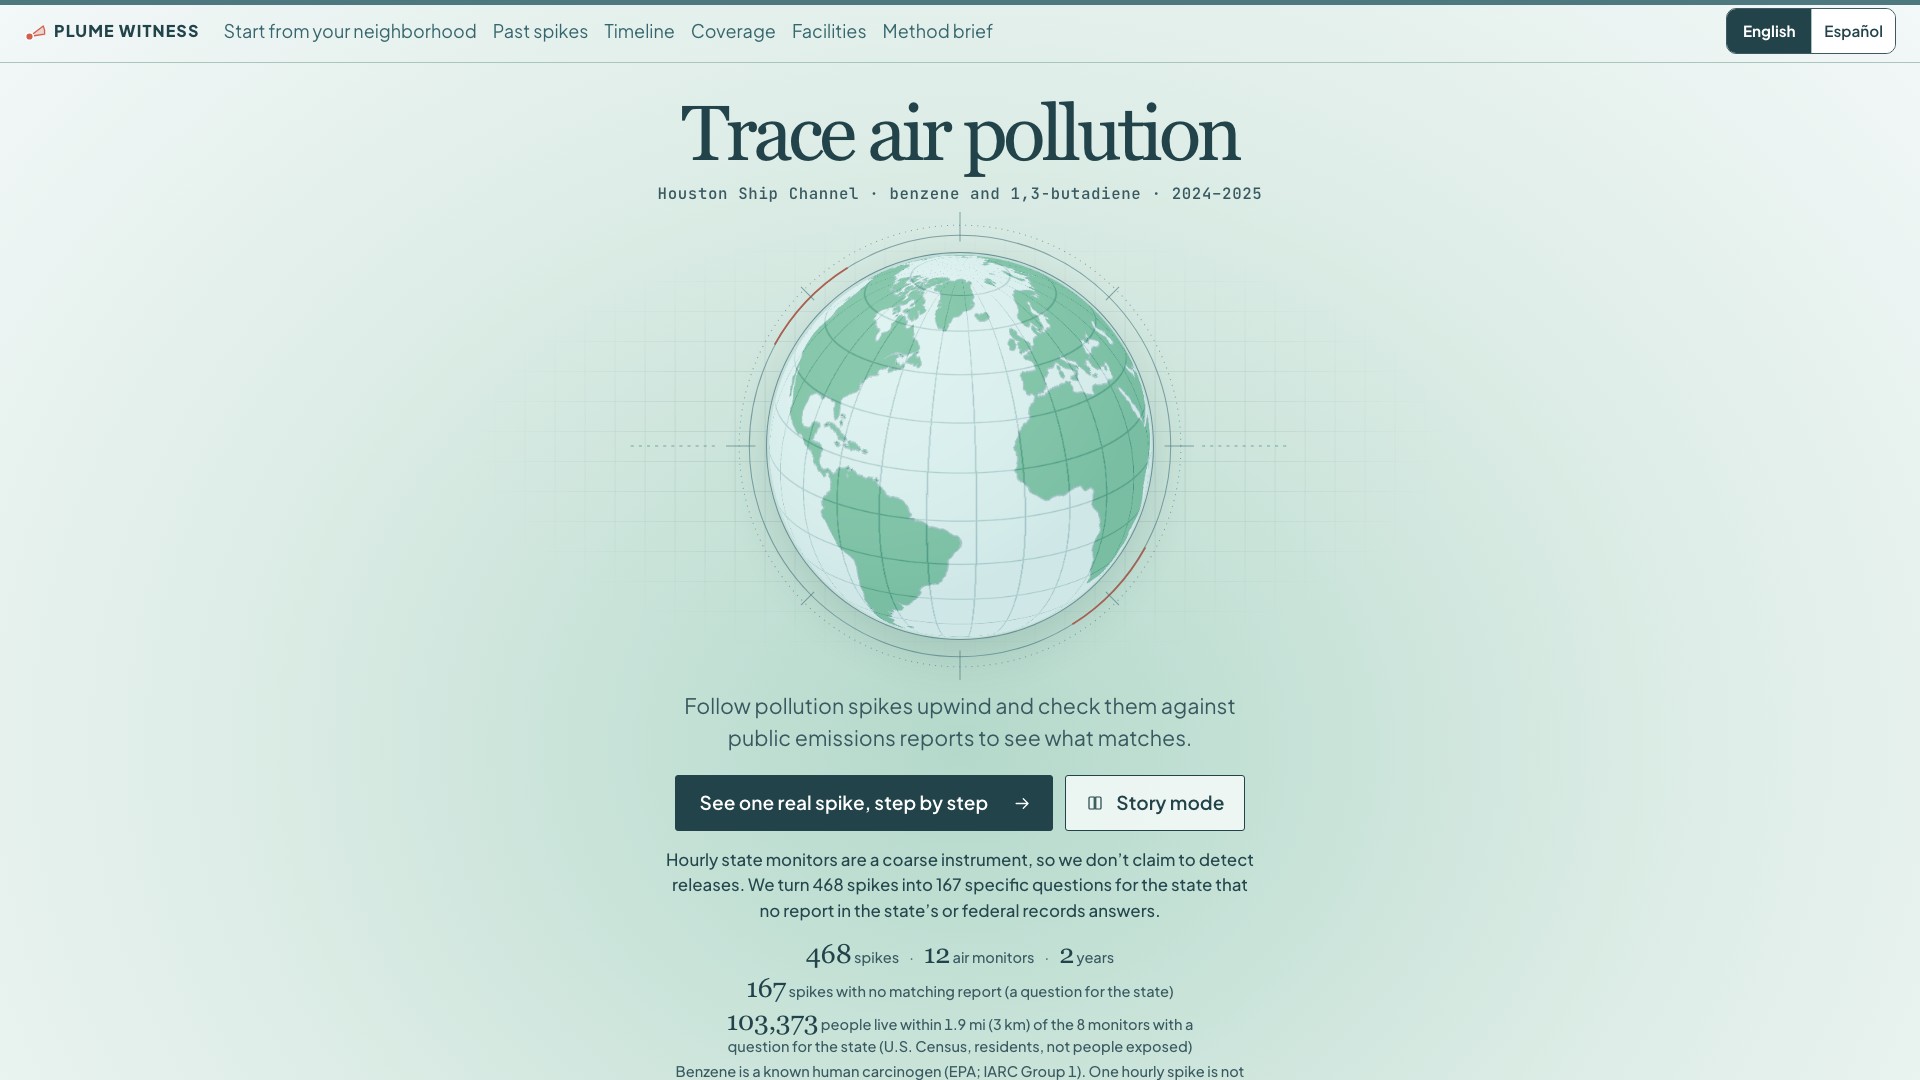 PLUME WITNESS Start from your neighborhood Past spikes Timeline Coverage Facilities Method brief English Español
Trace air pollution
Houston Ship Channel · benzene and 1,3-butadiene · 2024–2025
Follow pollution spikes upwind and check them against
public emissions reports to see what matches.
See one real spike, step by step → Story mode
Hourly state monitors are a coarse instrument, so we don’t claim to detect
releases. We turn 468 spikes into 167 specific questions for the state that
no report in the state’s or federal records answers.
468 spikes · 12 air monitors · 2 years
167 spikes with no matching report (a question for the state)
103,373 people live within 1.9 mi (3 km) of the 8 monitors with a
question for the state (U.S. Census, residents, not people exposed)
Benzene is a known human carcinogen (EPA; IARC Group 1). One hourly spike is not